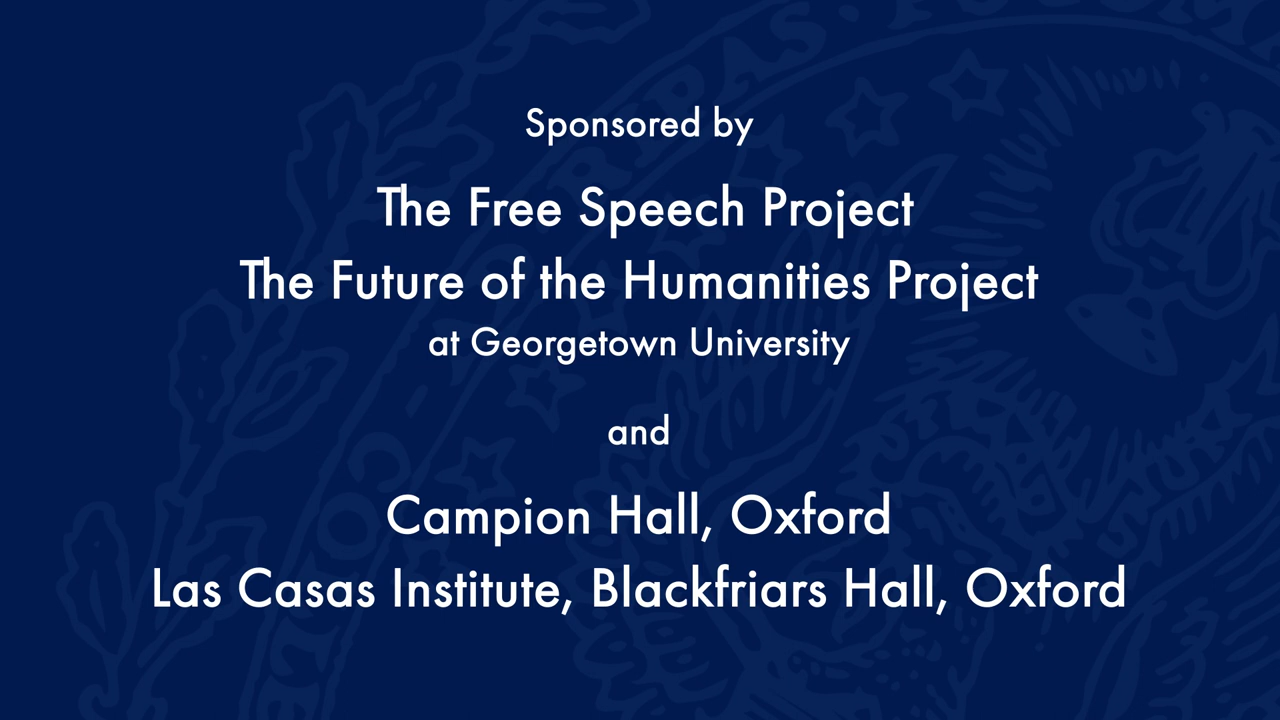 Sponsored by
The Free Speech Project
The Future of the Humanities Project
at Georgetown University
and
Campion Hall, Oxford
Las Casas Institute, Blackfriars Hall, Oxford